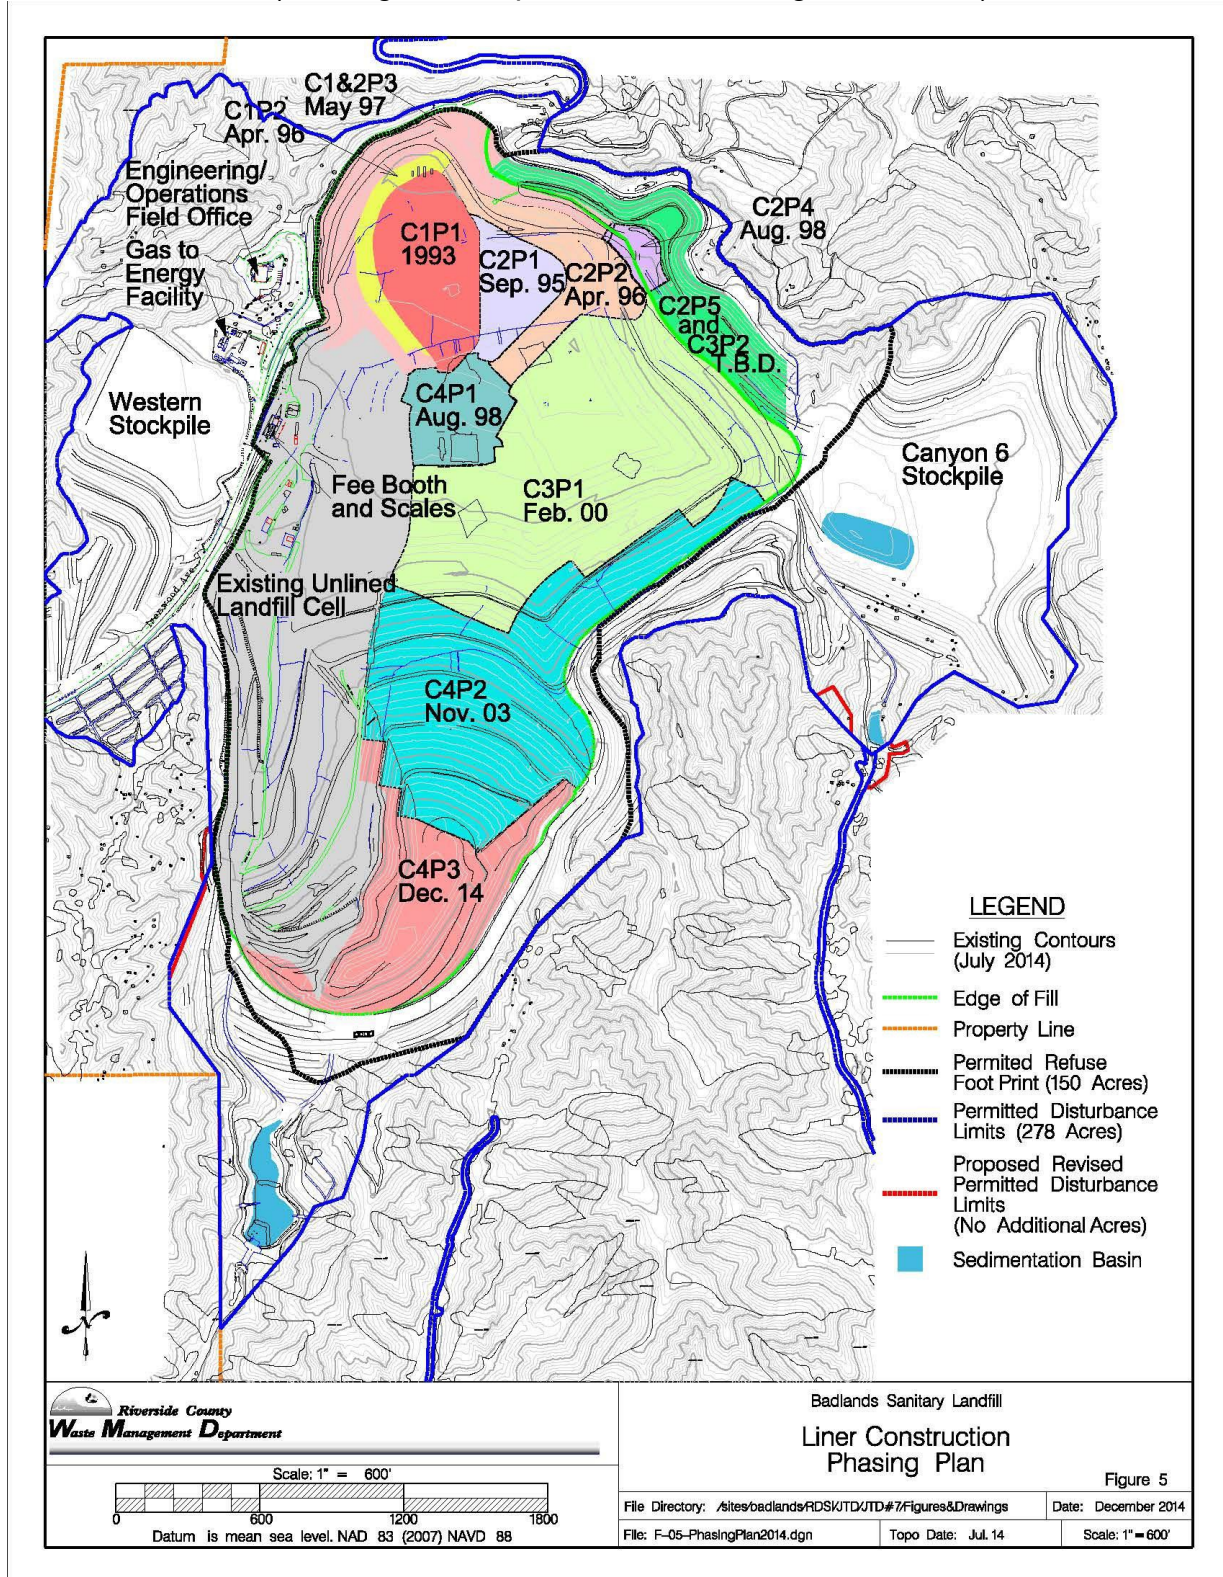 C1&2P3
May 97
C1P2
Apr. 96
Engineering/
Operations
Field Office
Gas to
Energy
Facility
C1P1
1993
C2P1
Sep. 95
C2P2
Apr. 96
C2P4
Aug. 98
C2P5
and
C3P2
T.B.D.
Western
Stockpile
C4P1
Aug. 98
Fee Booth
and Scales
C3P1
Feb. 00
Canyon 6
Stockpile
Existing Unlined
Landfill Cell
Ironwood Ave
C4P2
Nov. 03
C4P3
Dec. 14
LEGEND
Existing Contours
(July 2014)
Edge of Fill
Property Line
Permited Refuse
Foot Print (150 Acres)
Permitted Disturbance
Limits (278 Acres)
Proposed Revised
Permitted Disturbance
Limits
(No Additional Acres)
Sedimentation Basin
Riverside County
Waste Management Department
Scale: 1" = 600'
0 600 1200 1800
Datum is mean sea level. NAD 83 (2007) NAVD 88
Badlands Sanitary Landfill
Liner Construction
Phasing Plan
Figure 5
File Directory: /sites/badlands/RDSI/JTD/JTD#7/Figures&Drawings
Date: December 2014
File: F-05-PhasingPlan2014.dgn
Topo Date: Jul. 14
Scale: 1"=600'